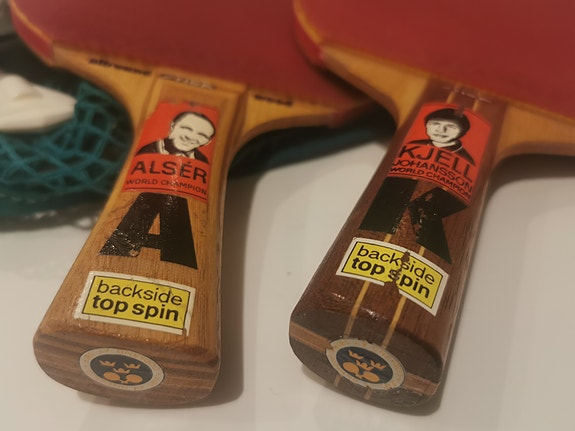 ALSÉR
WORLD CHAMPION
A
backside
top spin
KJELL
JOHANSSON
WORLD CHAMPION
K
backside
top spin